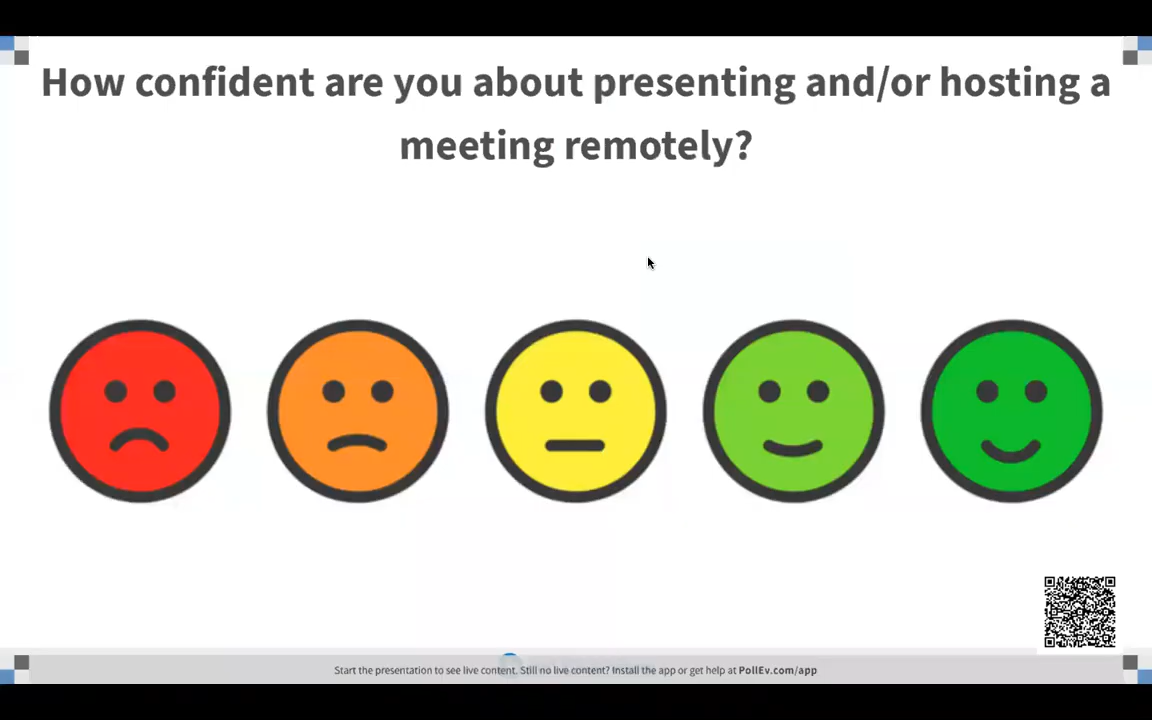 How confident are you about presenting and/or hosting a
meeting remotely?
Start the presentation to see live content. Still no live content? Install the app or get help at PollEv.com/app